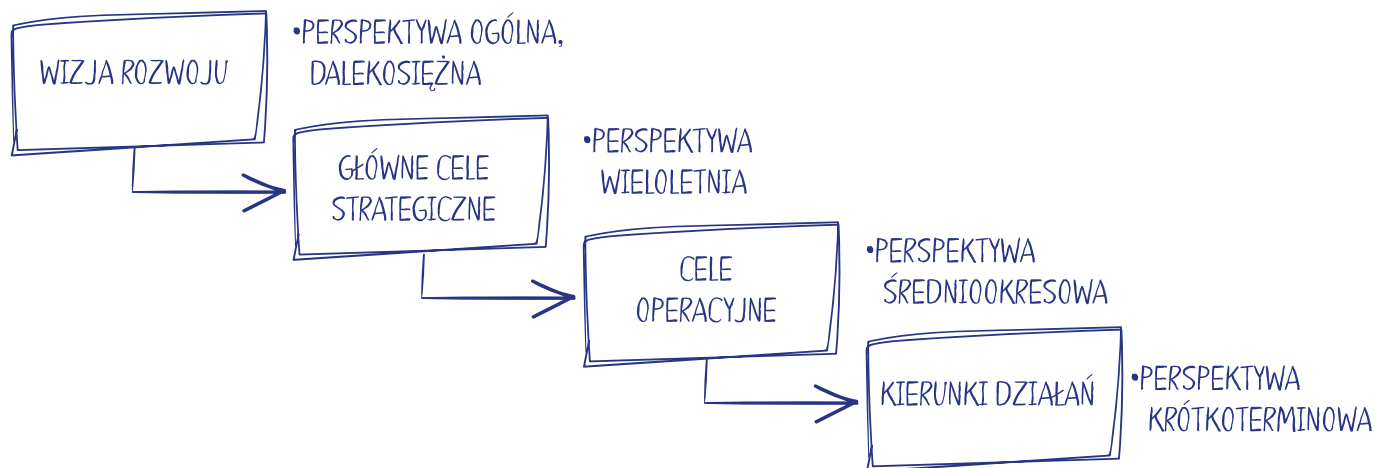 WIZJA ROZWOJU
•PERSPEKTYWA OGÓLNA,
DALEKOSIĘŻNA
GŁÓWNE CELE
STRATEGICZNE
•PERSPEKTYWA
WIELOLETNIA
CELE
OPERACYJNE
•PERSPEKTYWA
ŚREDNIOOKRESOWA
KIERUNKI DZIAŁAŃ
•PERSPEKTYWA
KRÓTKOTERMINOWA